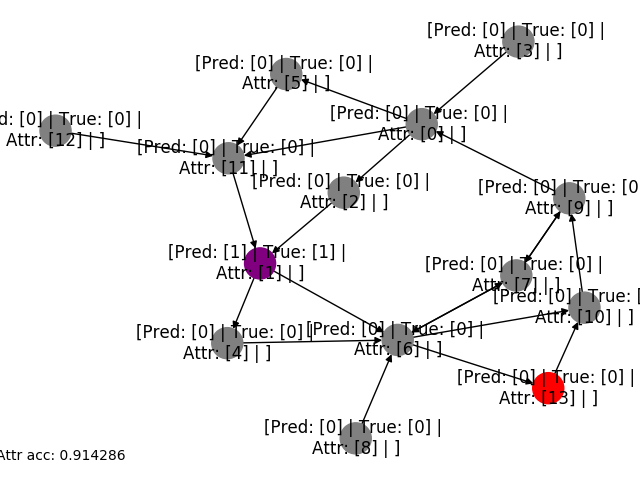 [Pred: [0] | True: [0] |
Attr: [3] | ]
[Pred: [0] | True: [0] |
Attr: [5] | ]
[Pred: [0] | True: [0] |
Attr: [0] | ]
d: [0] | True: [0] |
Attr: [12] | ]
[Pred: [0] | True: [0] |
Attr: [11] | ]
[Pred: [0] | True: [0] |
Attr: [2] | ]
[Pred: [0] | True: [0
Attr: [9] | ]
[Pred: [1] | True: [1] |
Attr: [1] | ]
[Pred: [0] | True: [0] |
Attr: [7] | ]
[Pred: [0] | True: [
Attr: [10] | ]
[Pred: [0] | True: [0] |
Attr: [4] | ]
[Pred: [0] | True: [0] |
Attr: [6] | ]
[Pred: [0] | True: [0] |
Attr: [13] | ]
[Pred: [0] | True: [0] |
Attr: [8] | ]
Attr acc: 0.914286